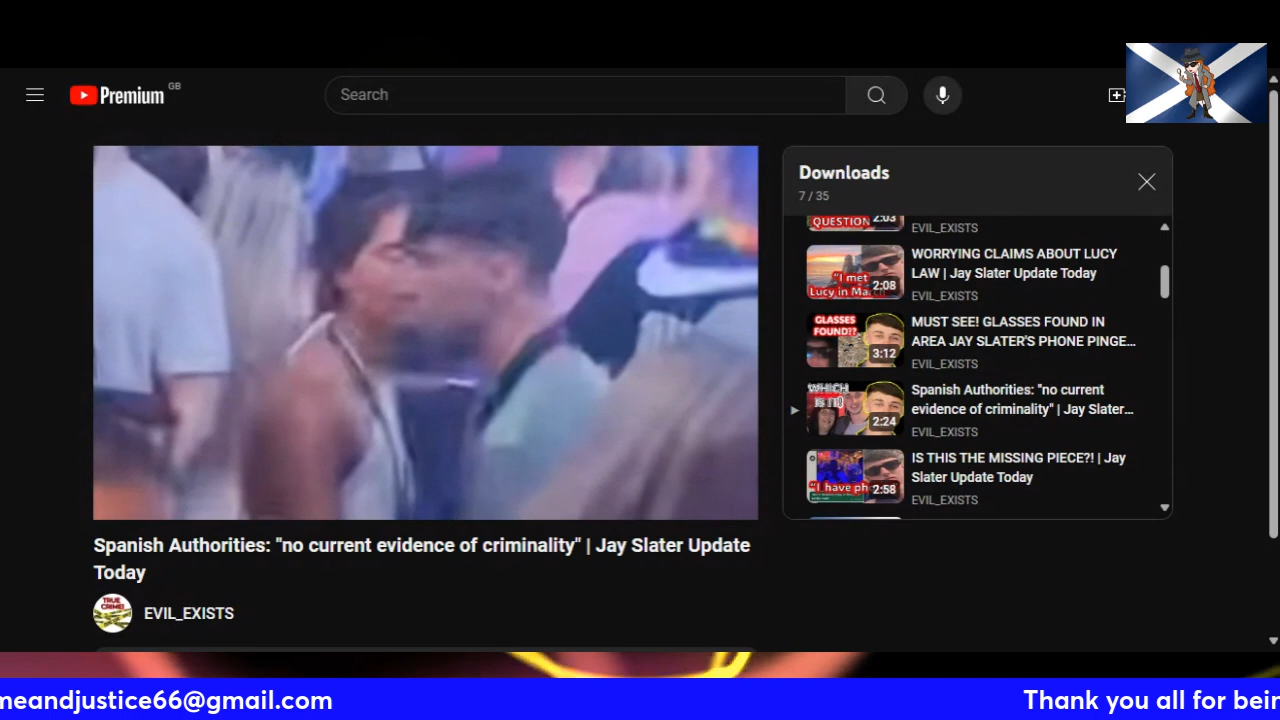 Premium GB
Search
Downloads
7 / 35
QUESTION
2:03
EVIL_EXISTS
"I met
Lucy in Ma
2:08
WORRYING CLAIMS ABOUT LUCY
LAW | Jay Slater Update Today
EVIL_EXISTS
GLASSES
FOUND??
3:12
MUST SEE! GLASSES FOUND IN
AREA JAY SLATER'S PHONE PINGE...
EVIL_EXISTS
WHICH
IS IT?
2:24
Spanish Authorities: "no current
evidence of criminality" | Jay Slater...
EVIL_EXISTS
"I have ph
2:58
IS THIS THE MISSING PIECE?! | Jay
Slater Update Today
EVIL_EXISTS
Spanish Authorities: "no current evidence of criminality" | Jay Slater Update
Today
TRUE
CRIME!
EVIL_EXISTS
meandjustice66@gmail.com
Thank you all for bein